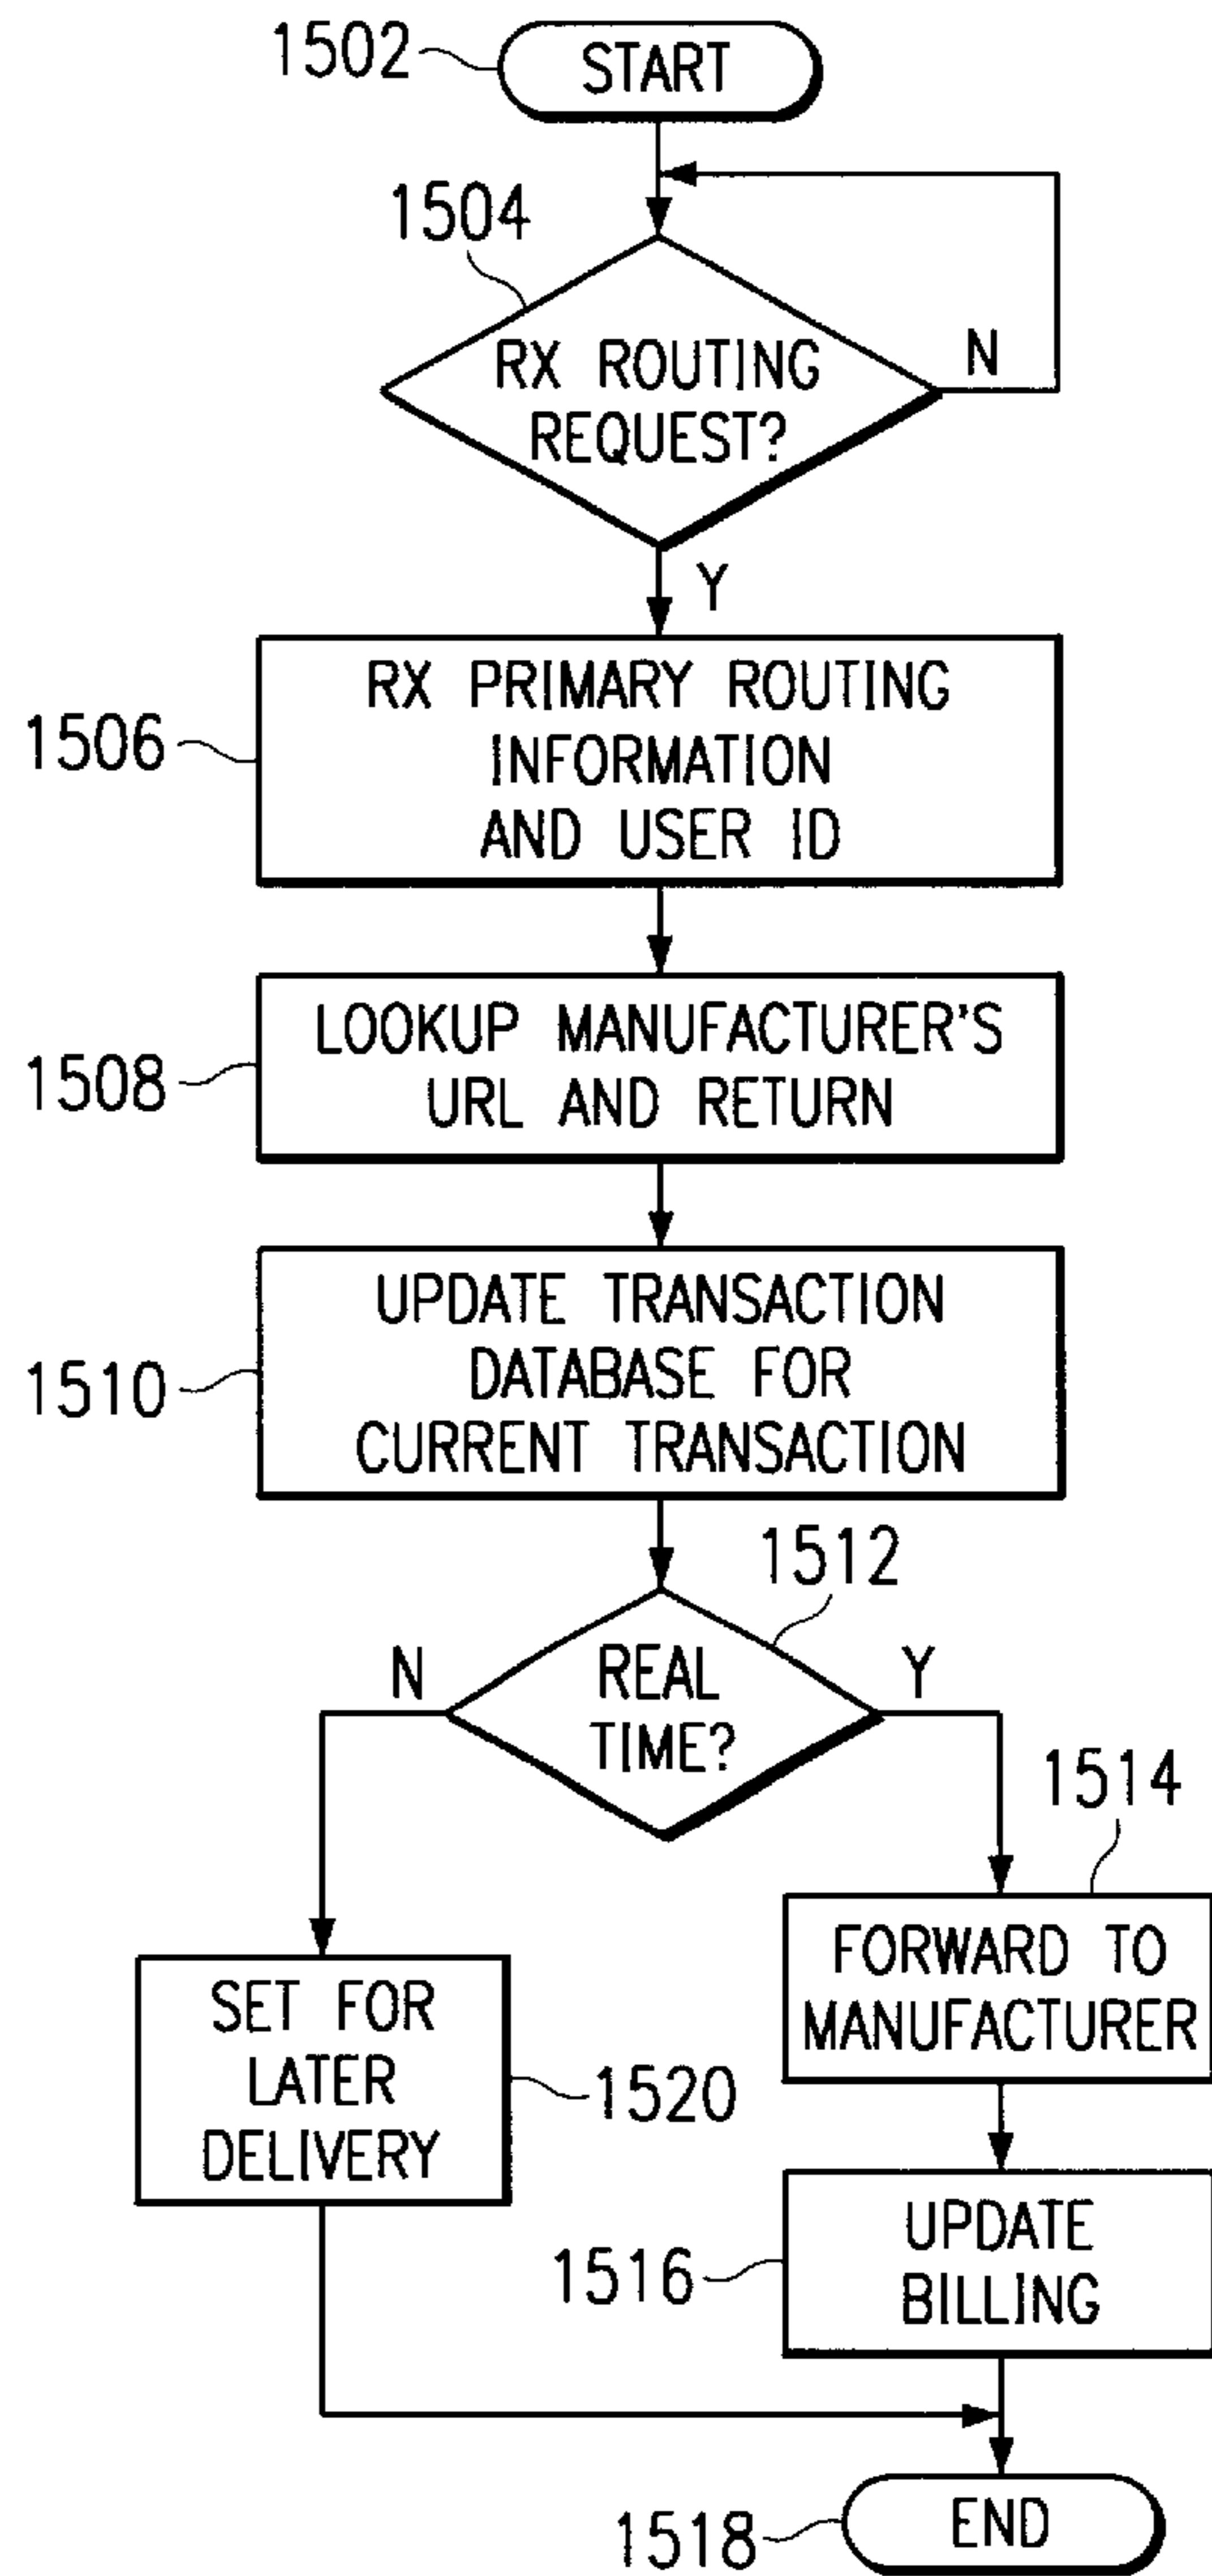 1502
START
1504
RX ROUTING
REQUEST?
N
Y
1506
RX PRIMARY ROUTING
INFORMATION
AND USER ID
1508
LOOKUP MANUFACTURER'S
URL AND RETURN
1510
UPDATE TRANSACTION
DATABASE FOR
CURRENT TRANSACTION
1512
N
REAL
TIME?
Y
1514
FORWARD TO
MANUFACTURER
SET FOR
LATER
DELIVERY
1520
1516
UPDATE
BILLING
1518
END